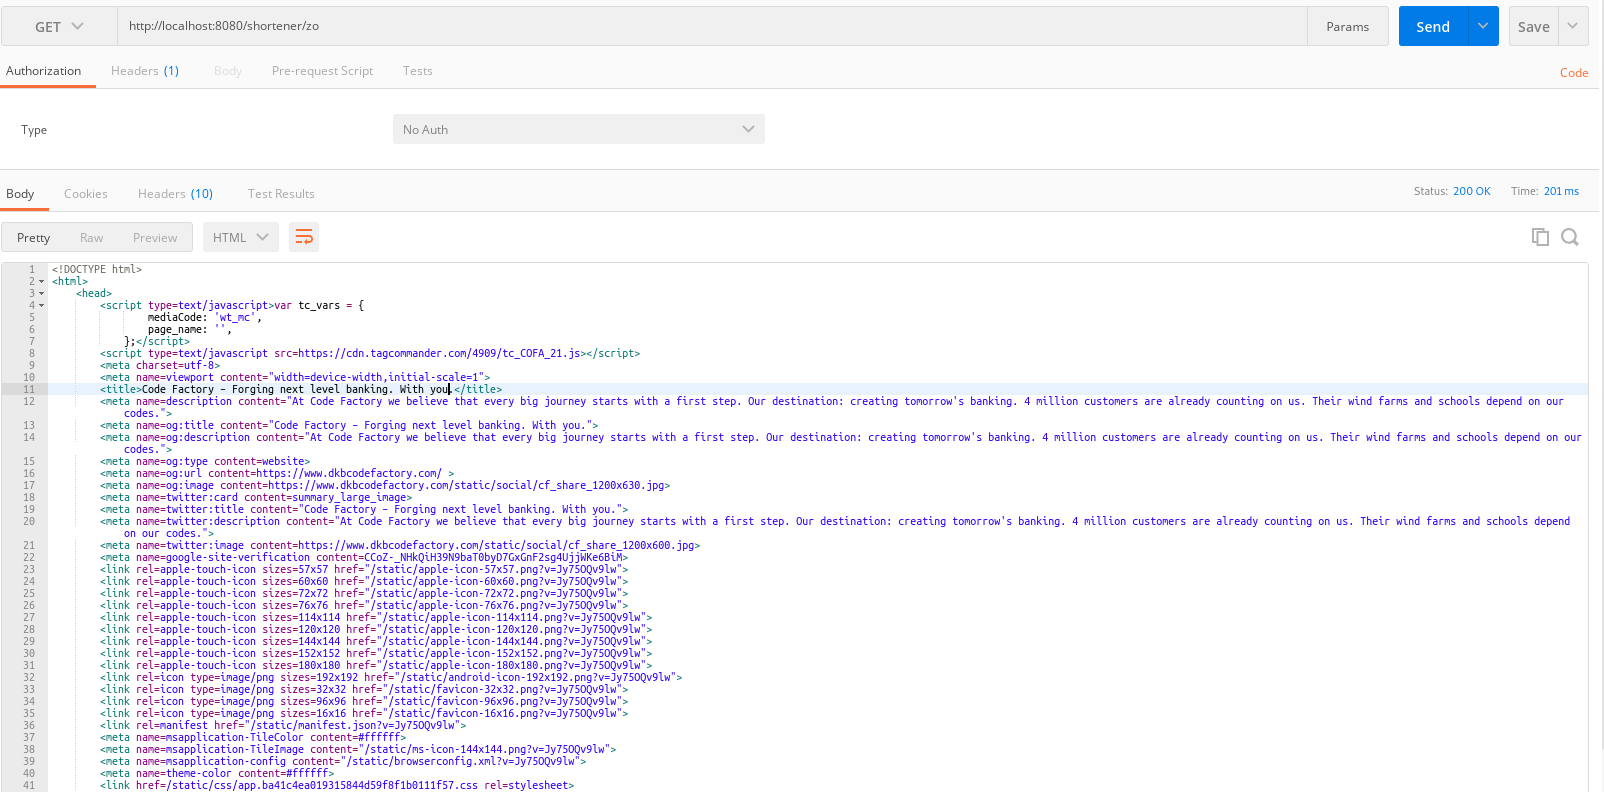 GET
http://localhost:8080/shortener/zo
Params
Send
Save
Authorization
Headers (1)
Body
Pre-request Script
Tests
Code
Type
No Auth
Body
Cookies
Headers (10)
Test Results
Status: 200 OK
Time: 201 ms
Pretty
Raw
Preview
HTML
1 <!DOCTYPE html>
2 <html>
3 <head>
4 <script type=text/javascript>var tc_vars = {
5 mediaCode: 'wt_mc',
6 page_name: '',
7 };</script>
8 <script type=text/javascript src=https://cdn.tagcommander.com/4909/tc_COFA_21.js></script>
9 <meta charset=utf-8>
10 <meta name=viewport content="width=device-width,initial-scale=1">
11 <title>Code Factory – Forging next level banking. With you.</title>
12 <meta name=description content="At Code Factory we believe that every big journey starts with a first step. Our destination: creating tomorrow's banking. 4 million customers are already counting on us. Their wind farms and schools depend on our
codes.">
13 <meta name=og:title content="Code Factory – Forging next level banking. With you.">
14 <meta name=og:description content="At Code Factory we believe that every big journey starts with a first step. Our destination: creating tomorrow's banking. 4 million customers are already counting on us. Their wind farms and schools depend on our
codes.">
15 <meta name=og:type content=website>
16 <meta name=og:url content=https://www.dkbcodefactory.com/ >
17 <meta name=og:image content=https://www.dkbcodefactory.com/static/social/cf_share_1200x630.jpg>
18 <meta name=twitter:card content=summary_large_image>
19 <meta name=twitter:title content="Code Factory – Forging next level banking. With you.">
20 <meta name=twitter:description content="At Code Factory we believe that every big journey starts with a first step. Our destination: creating tomorrow's banking. 4 million customers are already counting on us. Their wind farms and schools depend
on our codes.">
21 <meta name=twitter:image content=https://www.dkbcodefactory.com/static/social/cf_share_1200x600.jpg>
22 <meta name=google-site-verification content=CCoZ-_NHkQiH39N9baT0byD7GxGnF2sg4UjjWKe6BiM>
23 <link rel=apple-touch-icon sizes=57x57 href="/static/apple-icon-57x57.png?v=Jy75OQv9lw">
24 <link rel=apple-touch-icon sizes=60x60 href="/static/apple-icon-60x60.png?v=Jy75OQv9lw">
25 <link rel=apple-touch-icon sizes=72x72 href="/static/apple-icon-72x72.png?v=Jy75OQv9lw">
26 <link rel=apple-touch-icon sizes=76x76 href="/static/apple-icon-76x76.png?v=Jy75OQv9lw">
27 <link rel=apple-touch-icon sizes=114x114 href="/static/apple-icon-114x114.png?v=Jy75OQv9lw">
28 <link rel=apple-touch-icon sizes=120x120 href="/static/apple-icon-120x120.png?v=Jy75OQv9lw">
29 <link rel=apple-touch-icon sizes=144x144 href="/static/apple-icon-144x144.png?v=Jy75OQv9lw">
30 <link rel=apple-touch-icon sizes=152x152 href="/static/apple-icon-152x152.png?v=Jy75OQv9lw">
31 <link rel=apple-touch-icon sizes=180x180 href="/static/apple-icon-180x180.png?v=Jy75OQv9lw">
32 <link rel=icon type=image/png sizes=192x192 href="/static/android-icon-192x192.png?v=Jy75OQv9lw">
33 <link rel=icon type=image/png sizes=32x32 href="/static/favicon-32x32.png?v=Jy75OQv9lw">
34 <link rel=icon type=image/png sizes=96x96 href="/static/favicon-96x96.png?v=Jy75OQv9lw">
35 <link rel=icon type=image/png sizes=16x16 href="/static/favicon-16x16.png?v=Jy75OQv9lw">
36 <link rel=manifest href="/static/manifest.json?v=Jy75OQv9lw">
37 <meta name=msapplication-TileColor content=#ffffff>
38 <meta name=msapplication-TileImage content="/static/ms-icon-144x144.png?v=Jy75OQv9lw">
39 <meta name=msapplication-config content="/static/browserconfig.xml?v=Jy75OQv9lw">
40 <meta name=theme-color content=#ffffff>
41 <link href=/static/css/app.ba41c4ea019315844d59f8f1b0111f57.css rel=stylesheet>